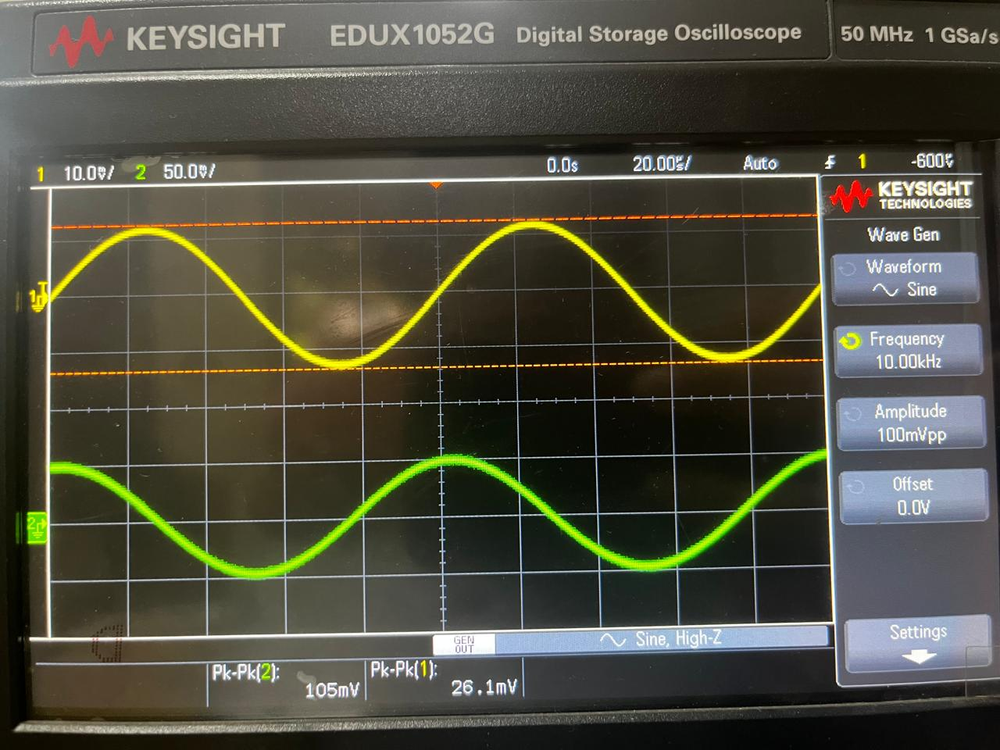 KEYSIGHT EDUX1052G Digital Storage Oscilloscope 50 MHz 1 GSa/s
1 10.0mV/ 2 50.0mV/ 0.0s 20.00µs/ Auto 1 -600µV
KEYSIGHT
TECHNOLOGIES
Wave Gen
Waveform
Sine
Frequency
10.00kHz
Amplitude
100mVpp
Offset
0.0V
Settings
1
T
2
GEN
OUT
Sine, High-Z
Pk-Pk(2):
105mV
Pk-Pk(1):
26.1mV